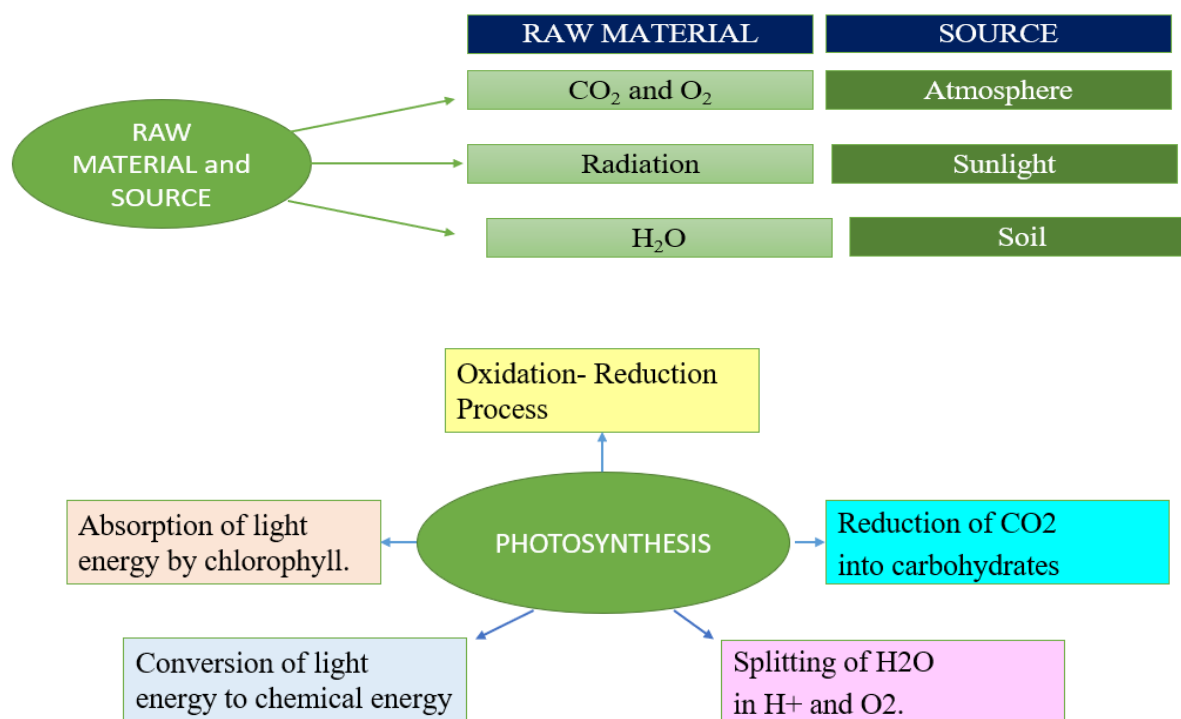 RAW MATERIAL SOURCE
CO₂ and O₂ Atmosphere
RAW
MATERIAL and
SOURCE
Radiation Sunlight
H₂O Soil
Oxidation- Reduction
Process
Absorption of light
energy by chlorophyll.
PHOTOSYNTHESIS
Reduction of CO2
into carbohydrates
Conversion of light
energy to chemical energy
Splitting of H2O
in H+ and O2.